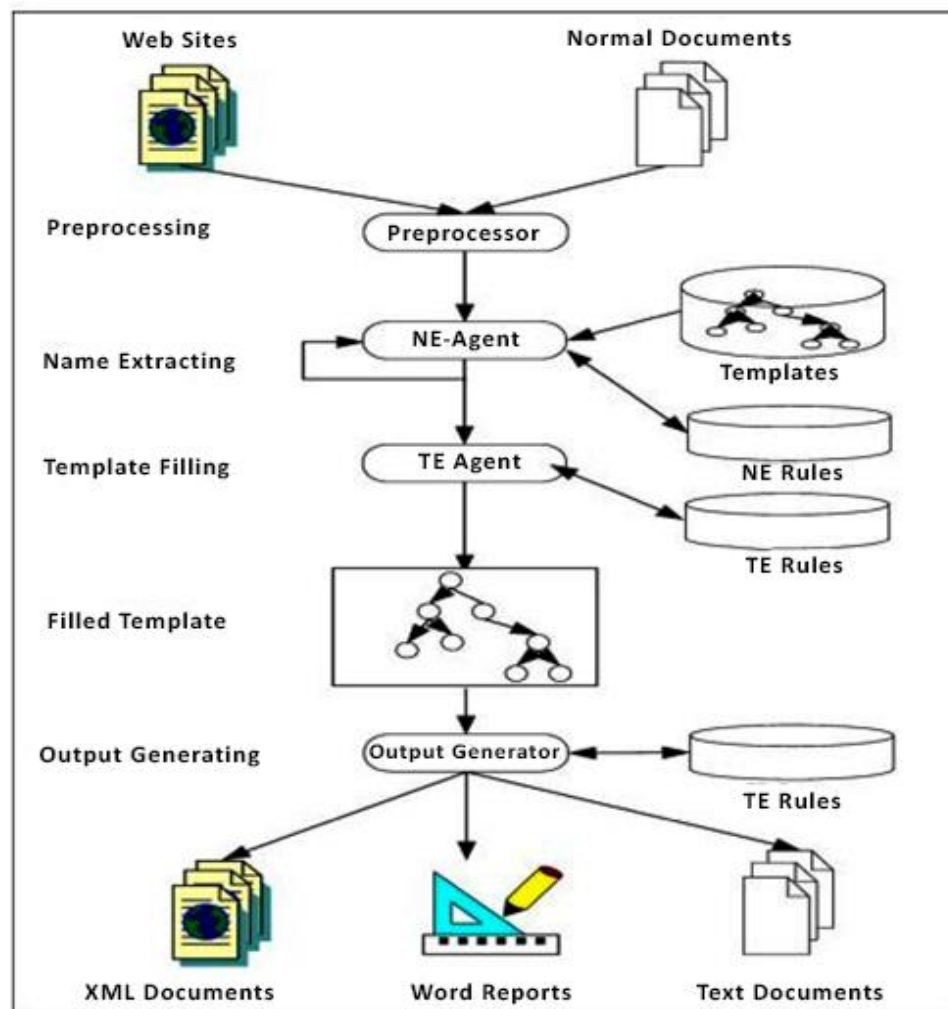 Web Sites
Normal Documents
Preprocessing
Preprocessor
NE-Agent
Name Extracting
Templates
Template Filling
TE Agent
NE Rules
TE Rules
Filled Template
Output Generating
Output Generator
TE Rules
XML Documents
Word Reports
Text Documents